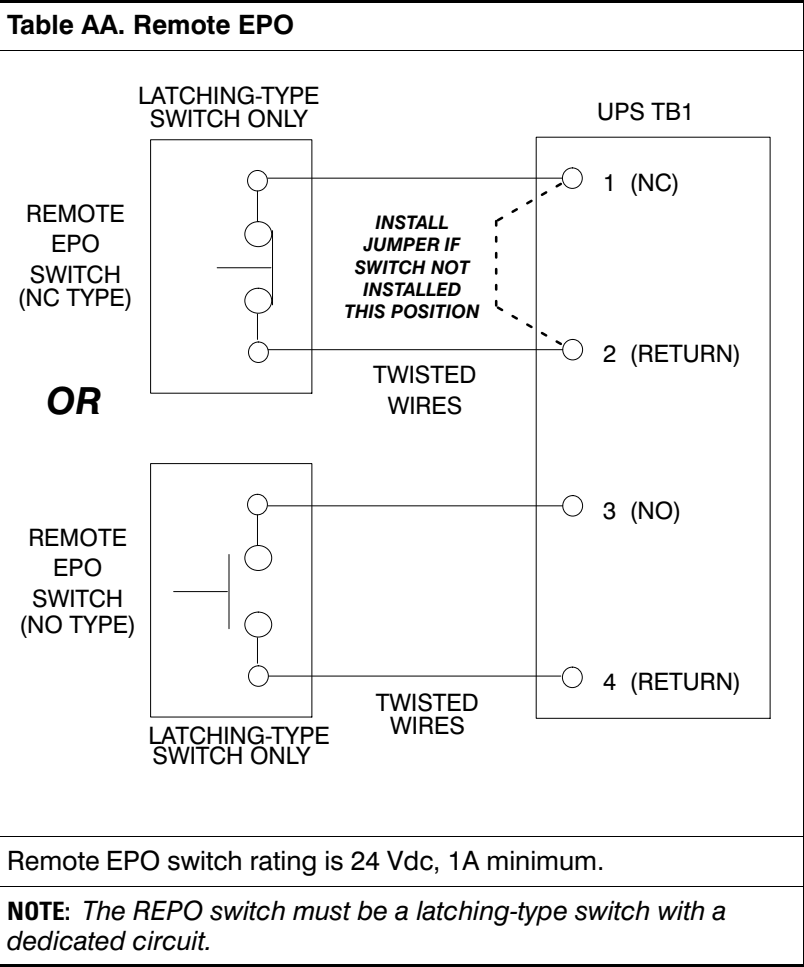 Table AA. Remote EPO
LATCHING-TYPE
SWITCH ONLY
UPS TB1
REMOTE
EPO
SWITCH
(NC TYPE)
INSTALL
JUMPER IF
SWITCH NOT
INSTALLED
THIS POSITION
1 (NC)
2 (RETURN)
TWISTED
WIRES
OR
REMOTE
EPO
SWITCH
(NO TYPE)
3 (NO)
4 (RETURN)
TWISTED
WIRES
LATCHING-TYPE
SWITCH ONLY
Remote EPO switch rating is 24 Vdc, 1A minimum.
NOTE: The REPO switch must be a latching-type switch with a
dedicated circuit.